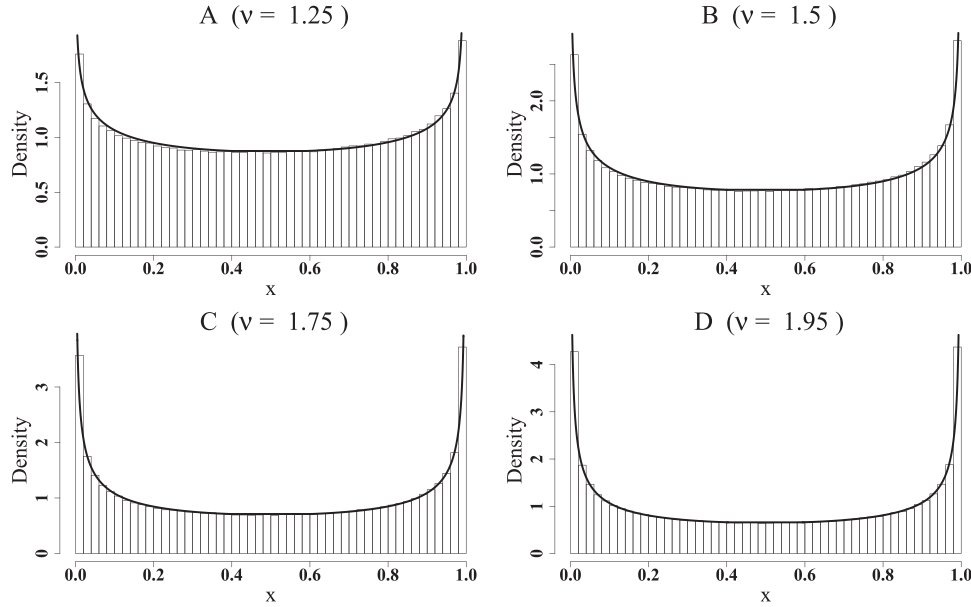 A (ν = 1.25 )
Density
0.0 0.5 1.0 1.5
0.0 0.2 0.4 0.6 0.8 1.0
x
B (ν = 1.5 )
Density
0.0 1.0 2.0
0.0 0.2 0.4 0.6 0.8 1.0
x
C (ν = 1.75 )
Density
0 1 2 3
0.0 0.2 0.4 0.6 0.8 1.0
x
D (ν = 1.95 )
Density
0 1 2 3 4
0.0 0.2 0.4 0.6 0.8 1.0
x